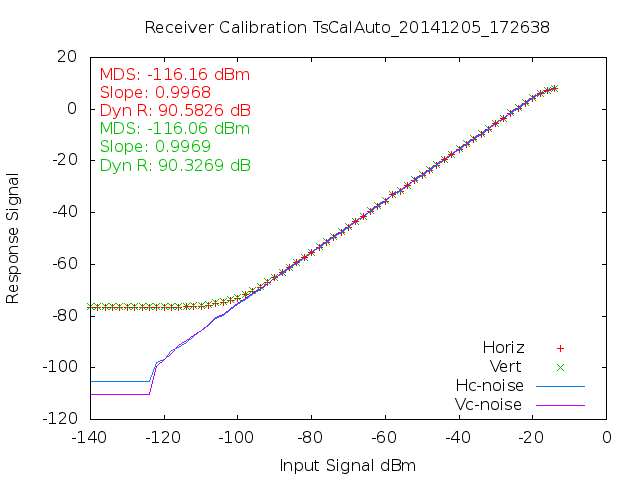 Receiver Calibration TsCalAuto_20141205_172638
MDS: -116.16 dBm
Slope: 0.9968
Dyn R: 90.5826 dB
MDS: -116.06 dBm
Slope: 0.9969
Dyn R: 90.3269 dB
20
0
-20
-40
-60
-80
-100
-120
Response Signal
Horiz
Vert
Hc-noise
Vc-noise
-140 -120 -100 -80 -60 -40 -20 0
Input Signal dBm